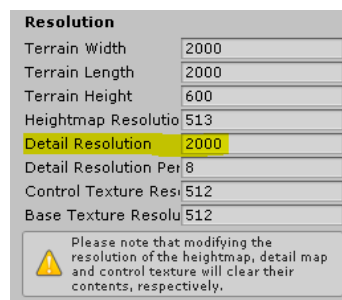 Resolution
Terrain Width 2000
Terrain Length 2000
Terrain Height 600
Heightmap Resolutio 513
Detail Resolution 2000
Detail Resolution Per 8
Control Texture Res 512
Base Texture Resolu 512
Please note that modifying the
resolution of the heightmap, detail map
and control texture will clear their
contents, respectively.